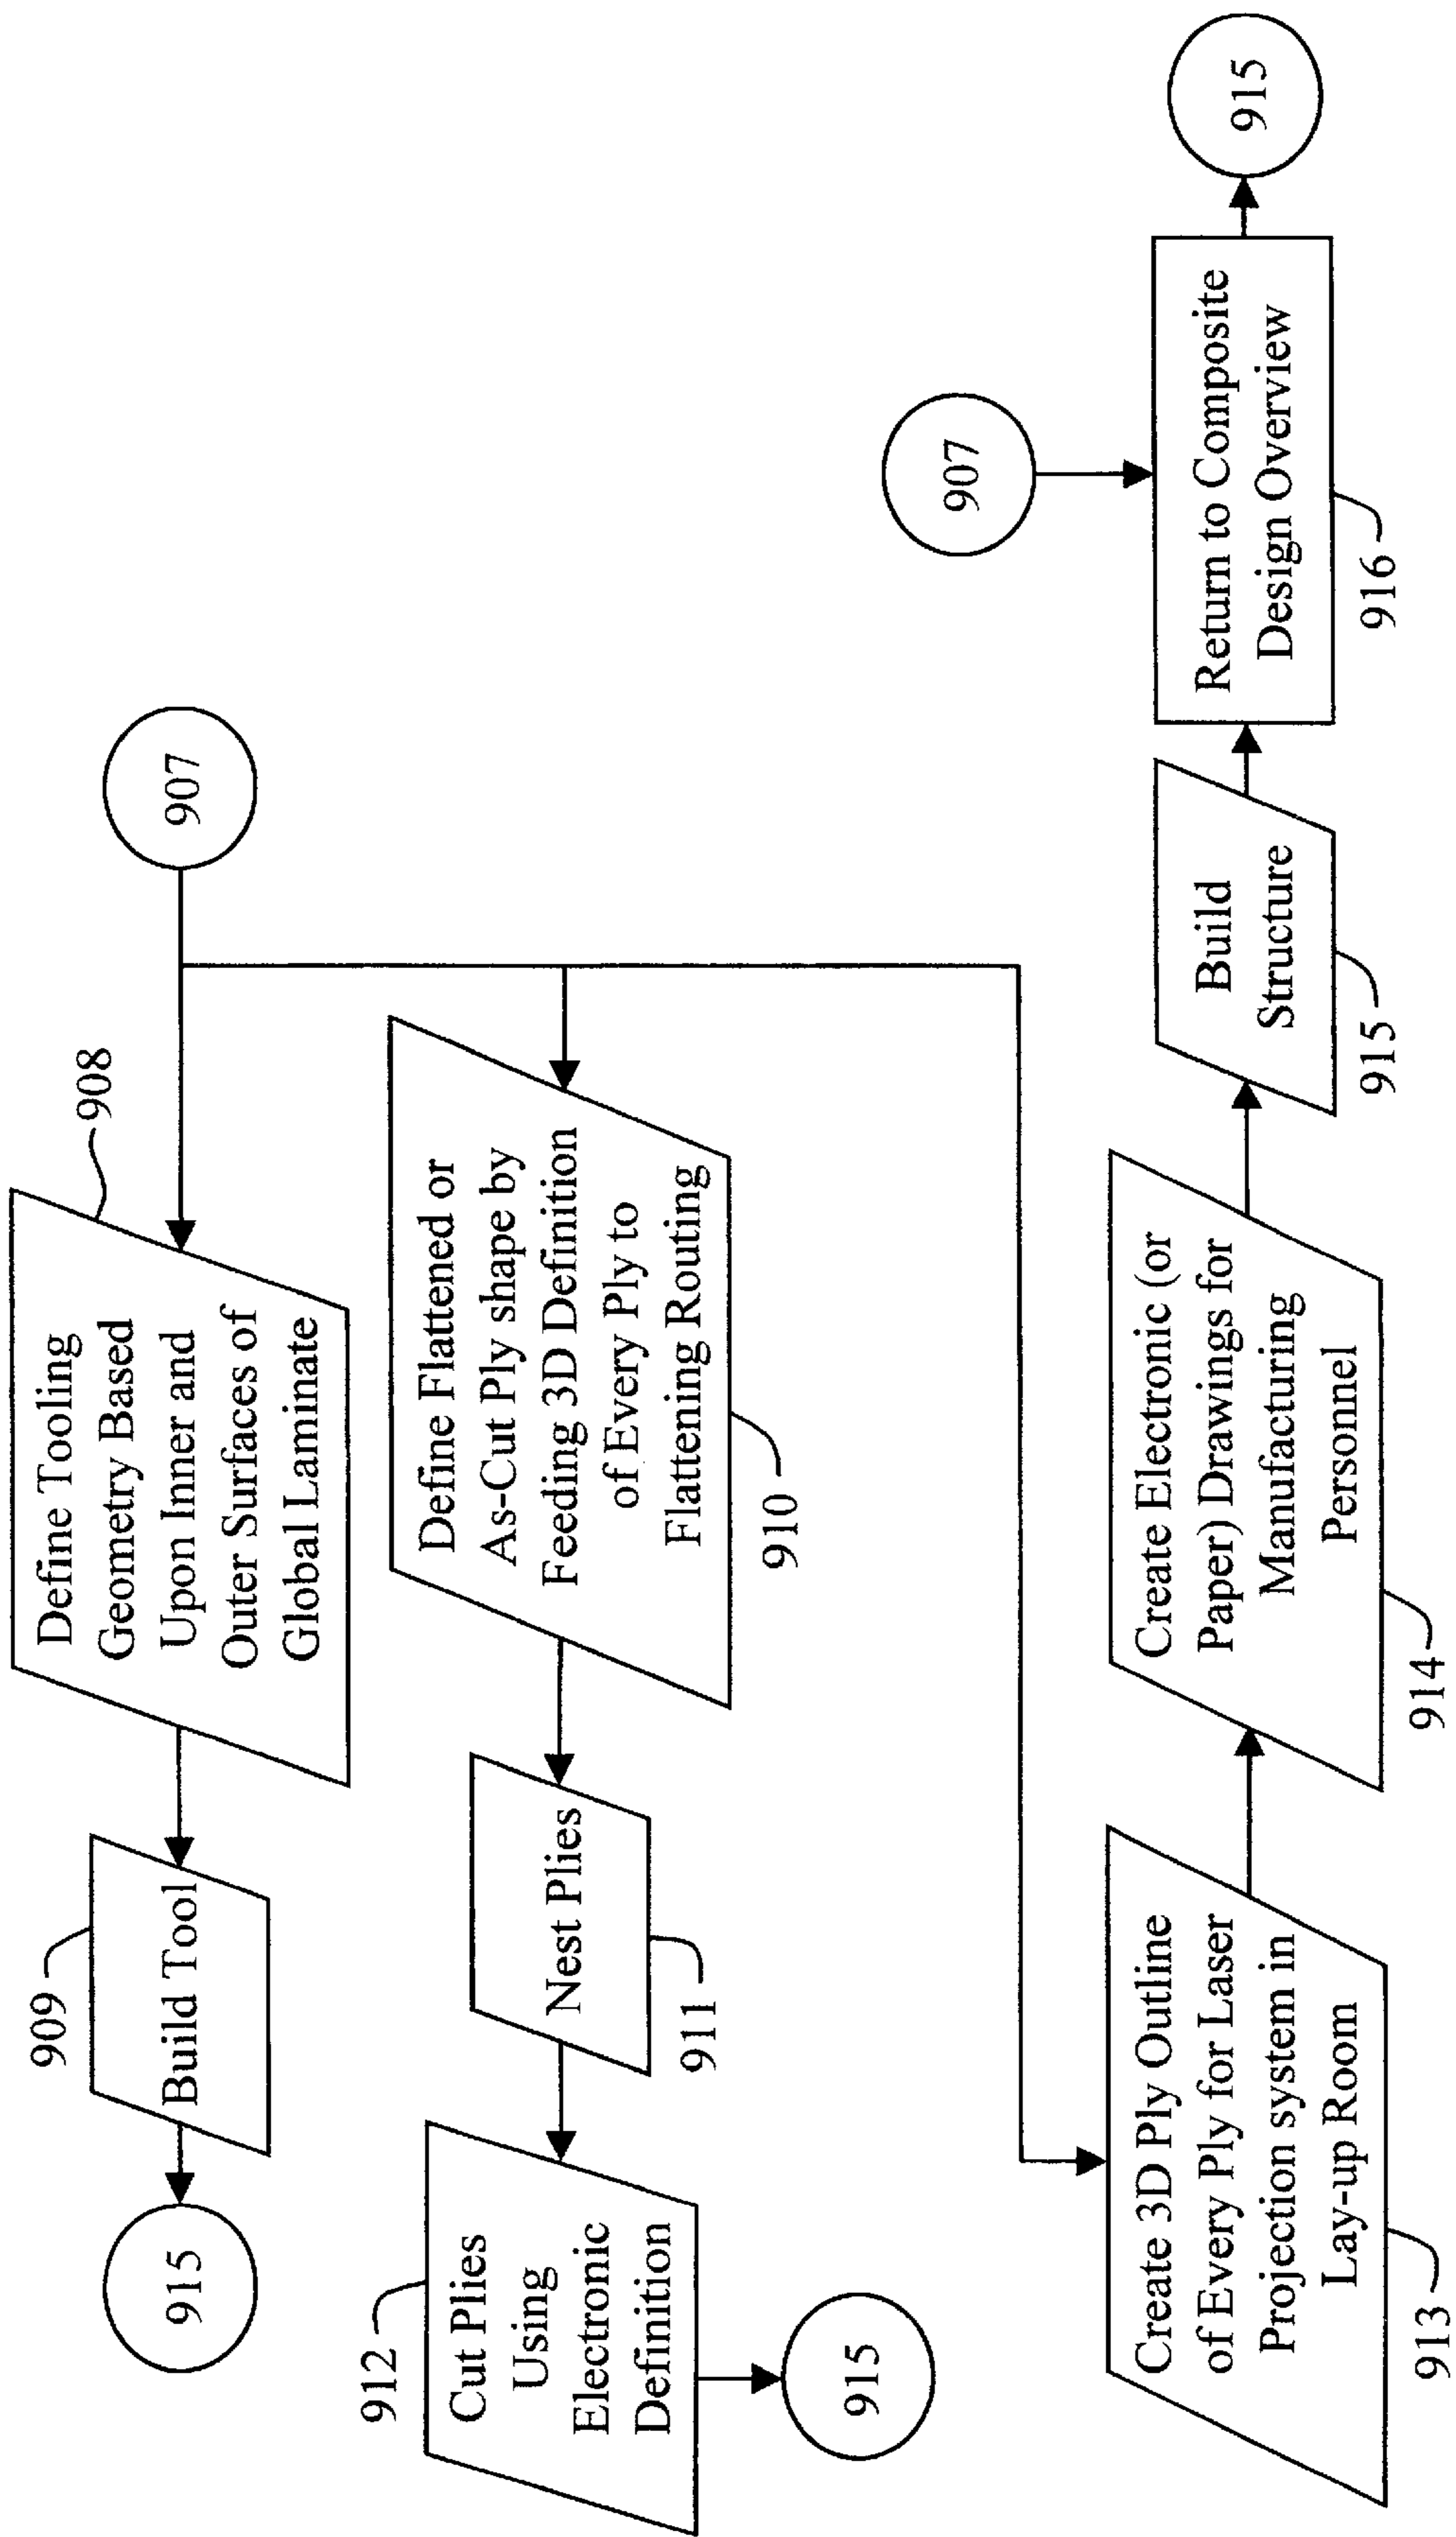 907
908
Define Tooling
Geometry Based
Upon Inner and
Outer Surfaces of
Global Laminate
909
Build Tool
915
Define Flattened or
As-Cut Ply shape by
Feeding 3D Definition
of Every Ply to
Flattening Routing
910
Nest Plies
911
912
Cut Plies
Using
Electronic
Definition
915
Create 3D Ply Outline
of Every Ply for Laser
Projection system in
Lay-up Room
913
Create Electronic (or
Paper) Drawings for
Manufacturing
Personnel
914
Build
Structure
915
907
Return to Composite
Design Overview
916
915